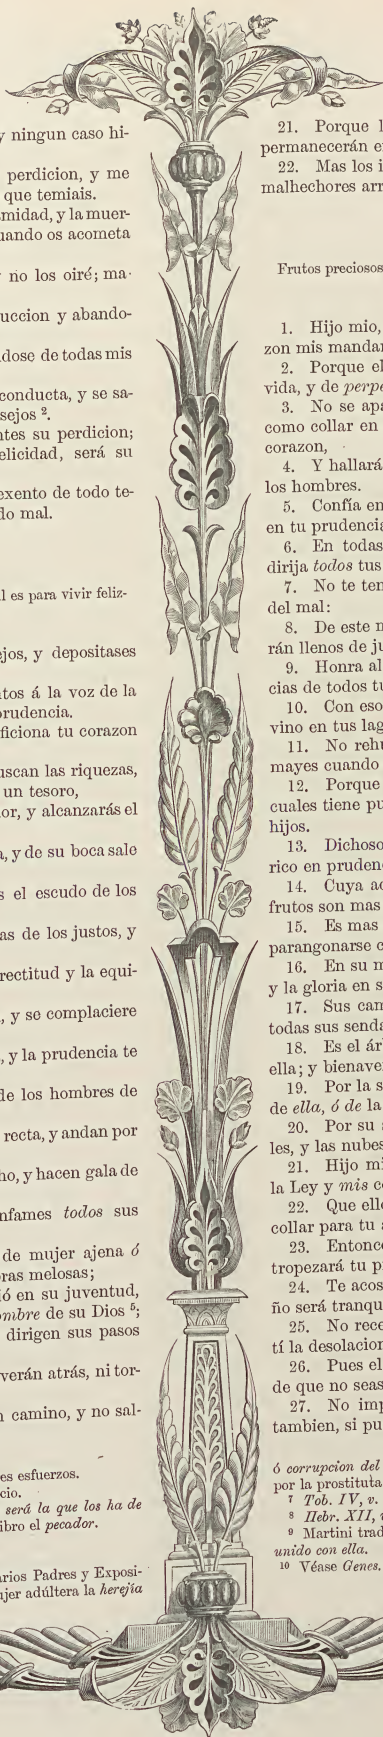 y ningun caso hi-
perdicion, y me
que temiais.
amidad, y la muer-
uando os acometa
y no los oiré; ma-
uccion y abando-
dose de todas mis
conducta, y se sa-
sejos ².
ntes su perdicion;
elicidad, será su
exento de todo te-
do mal.
al es para vivir feliz-
ejos, y depositases
tos á la voz de la
prudencia.
ficiona tu corazon
uscan las riquezas,
un tesoro,
or, y alcanzarás el
a, y de su boca sale
s el escudo de los
as de los justos, y
rectitud y la equi-
, y se complaciere
, y la prudencia te
de los hombres de
recta, y andan por
ho, y hacen gala de
nfames todos sus
de mujer ajena ó
ras melosas;
ió en su juventud,
ombre de su Dios ⁵;
dirigen sus pasos
verán atrás, ni tor-
n camino, y no sal-
es esfuerzos.
cio.
será la que los ha de
ibro el pecador.
arios Padres y Exposi-
ujer adúltera la herejía
21. Porque l
permanecerán e
22. Mas los i
malhechores arr
Frutos preciosos
1. Hijo mio,
zon mis mandar
2. Porque el
vida, y de perpe
3. No se apa
como collar en
corazon,
4. Y hallará
los hombres.
5. Confía en
en tu prudencia
6. En todas
dirija todos tus
7. No te ten
del mal:
8. De este m
rán llenos de ju
9. Honra al
cias de todos tu
10. Con eso
vino en tus lag
11. No rehu
mayes cuando
12. Porque
cuales tiene pu
hijos.
13. Dichoso
rico en prudenc
14. Cuya ad
frutos son mas
15. Es mas
parangonarse c
16. En su m
y la gloria en s
17. Sus cam
todas sus senda
18. Es el ár
ella; y bienave
19. Por la s
de ella, ó de la
20. Por su
les, y las nubes
21. Hijo mi
la Ley y mis c
22. Que ello
collar para tu
23. Entonce
tropezará tu p
24. Te acos
ño será tranqu
25. No rece
tí la desolacion
26. Pues el
de que no seas
27. No imp
tambien, si pu
ó corrupcion del
por la prostituta
⁷ Tob. IV, v.
⁸ Hebr. XII, v
⁹ Martini trad
unido con ella.
¹⁰ Véase Genes.